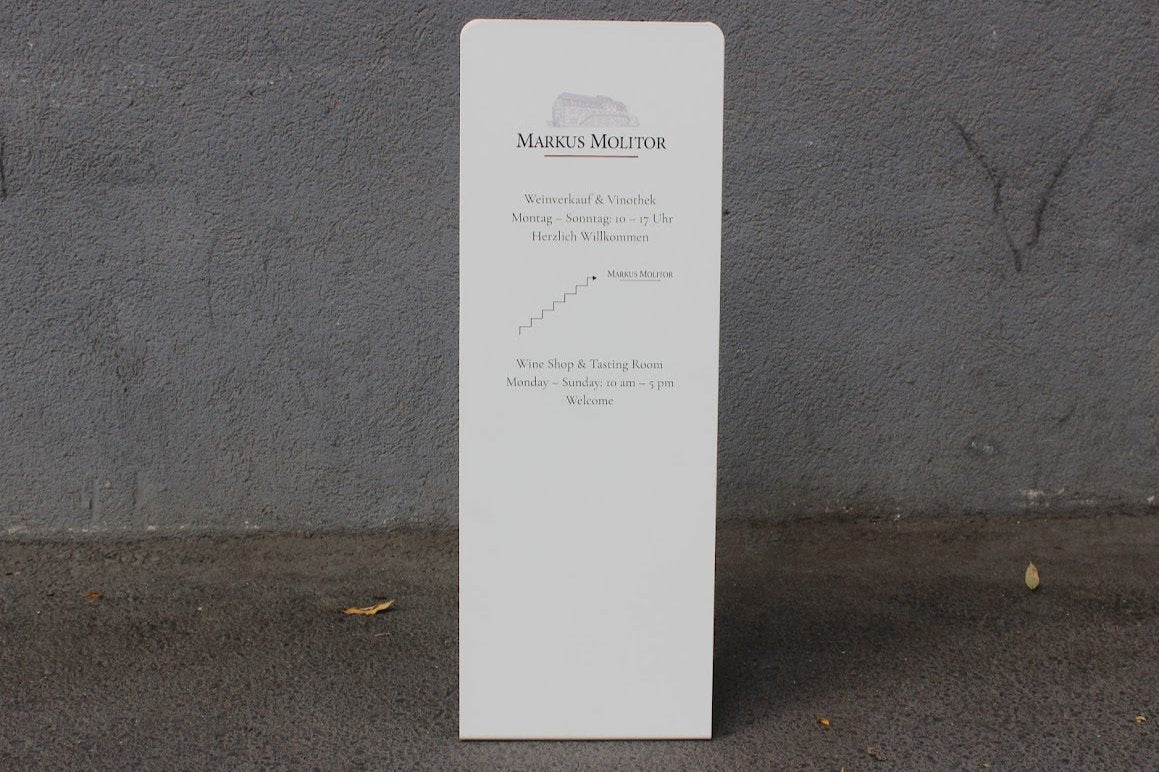 MARKUS MOLITOR
Weinverkauf & Vinothek
Montag – Sonntag: 10 – 17 Uhr
Herzlich Willkommen
MARKUS MOLITOR
Wine Shop & Tasting Room
Monday – Sunday: 10 am – 5 pm
Welcome